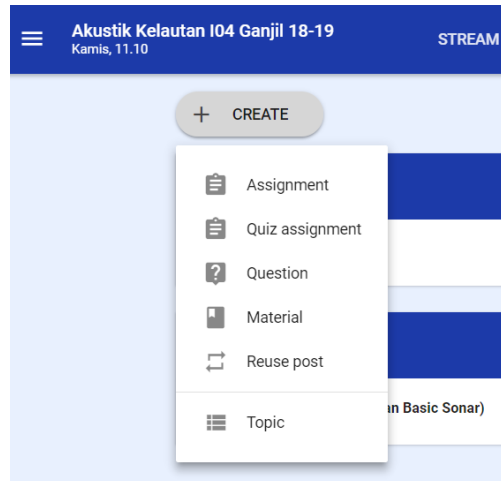 Akustik Kelautan I04 Ganjil 18-19
Kamis, 11.10
STREAM
+ CREATE
Assignment
Quiz assignment
Question
Material
Reuse post
Topic
n Basic Sonar)